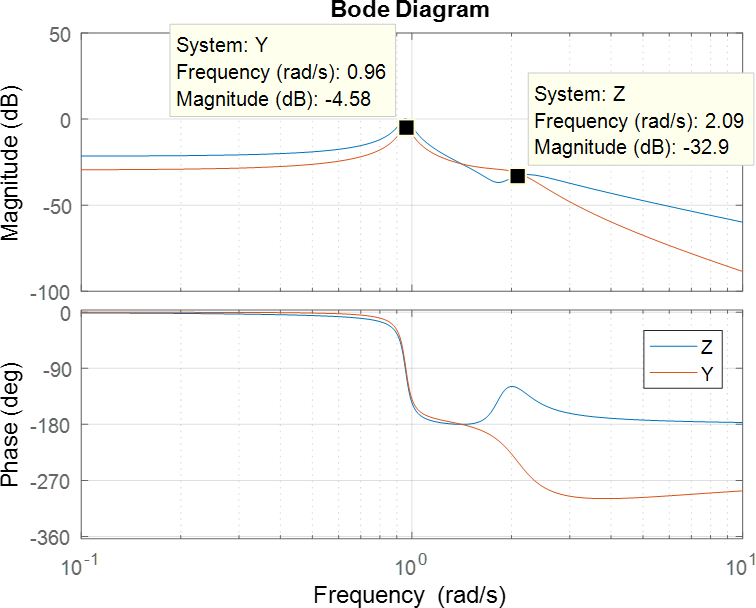 Bode Diagram
System: Y
Frequency (rad/s): 0.96
Magnitude (dB): -4.58
System: Z
Frequency (rad/s): 2.09
Magnitude (dB): -32.9
Magnitude (dB)
50
0
-50
-100
Phase (deg)
0
-90
-180
-270
-360
Z
Y
10^-1
10^0
10^1
Frequency (rad/s)